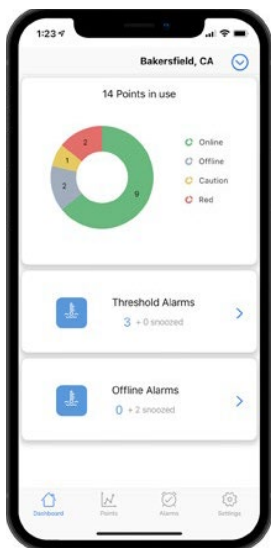 1:23
Bakersfield, CA
14 Points in use
Online
Offline
Caution
Red
2
1
2
9
Threshold Alarms
3 + 0 snoozed
Offline Alarms
0 + 2 snoozed
Dashboard
Points
Alarms
Settings